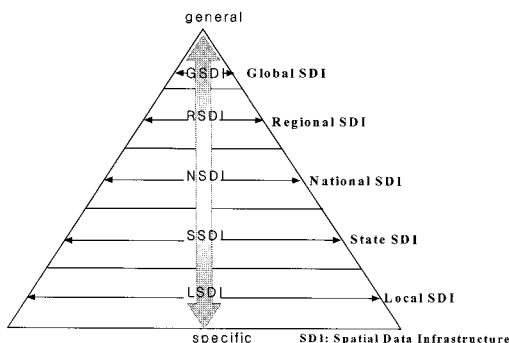 general
GSDI Global SDI
RSDI Regional SDI
NSDI National SDI
SSDI State SDI
LSDI Local SDI
specific SDI: Spatial Data Infrastructure